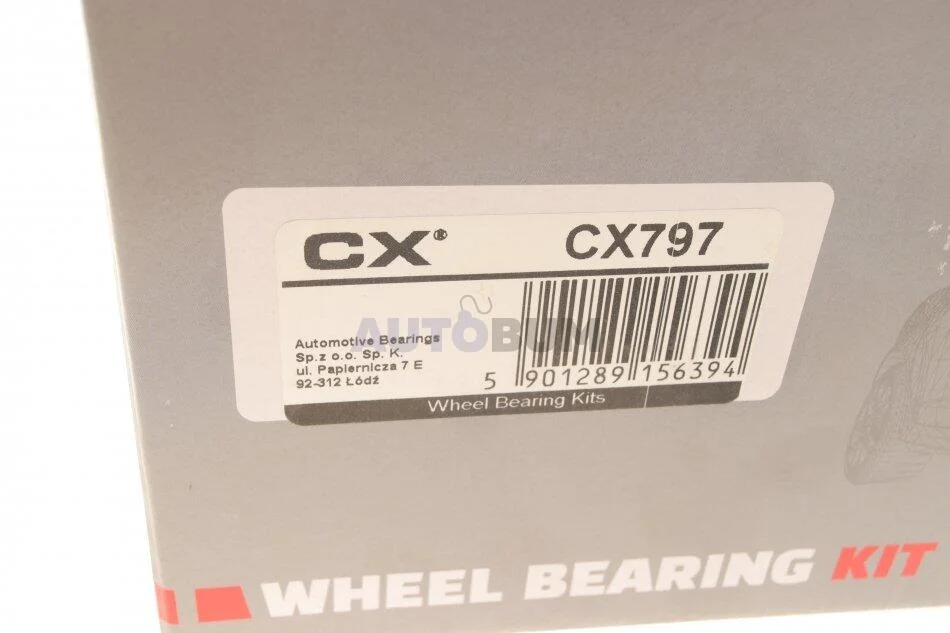 CX®
CX797
AUTOBUM
Automotive Bearings
Sp.z o.o. Sp. K.
ul. Papiernicza 7 E
92-312 Łódź
5 901289 156394
Wheel Bearing Kits
WHEEL BEARING KIT